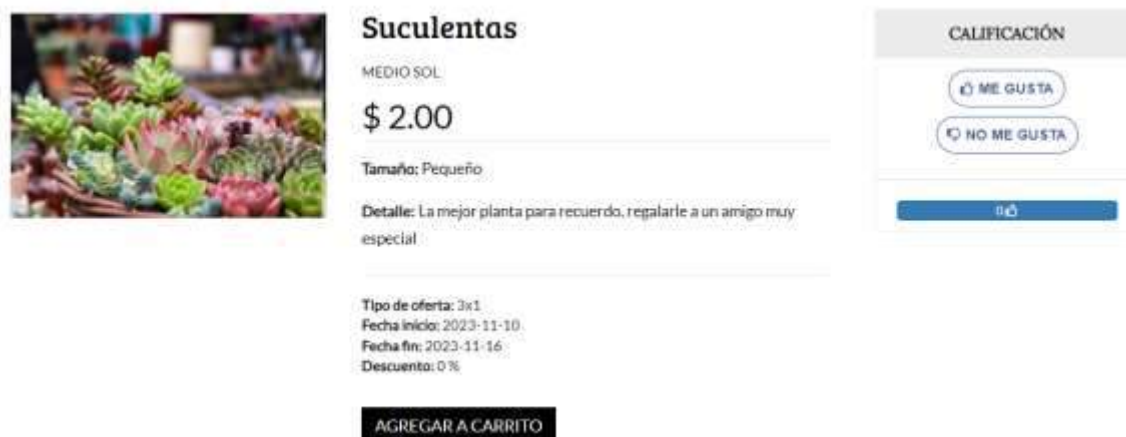 Suculentas
MEDIO SOL
$ 2.00
Tamaño: Pequeño
Detalle: La mejor planta para recuerdo, regalarle a un amigo muy
especial
Tipo de oferta: 3x1
Fecha inicio: 2023-11-10
Fecha fin: 2023-11-16
Descuento: 0 %
AGREGAR A CARRITO
CALIFICACIÓN
ME GUSTA
NO ME GUSTA
0